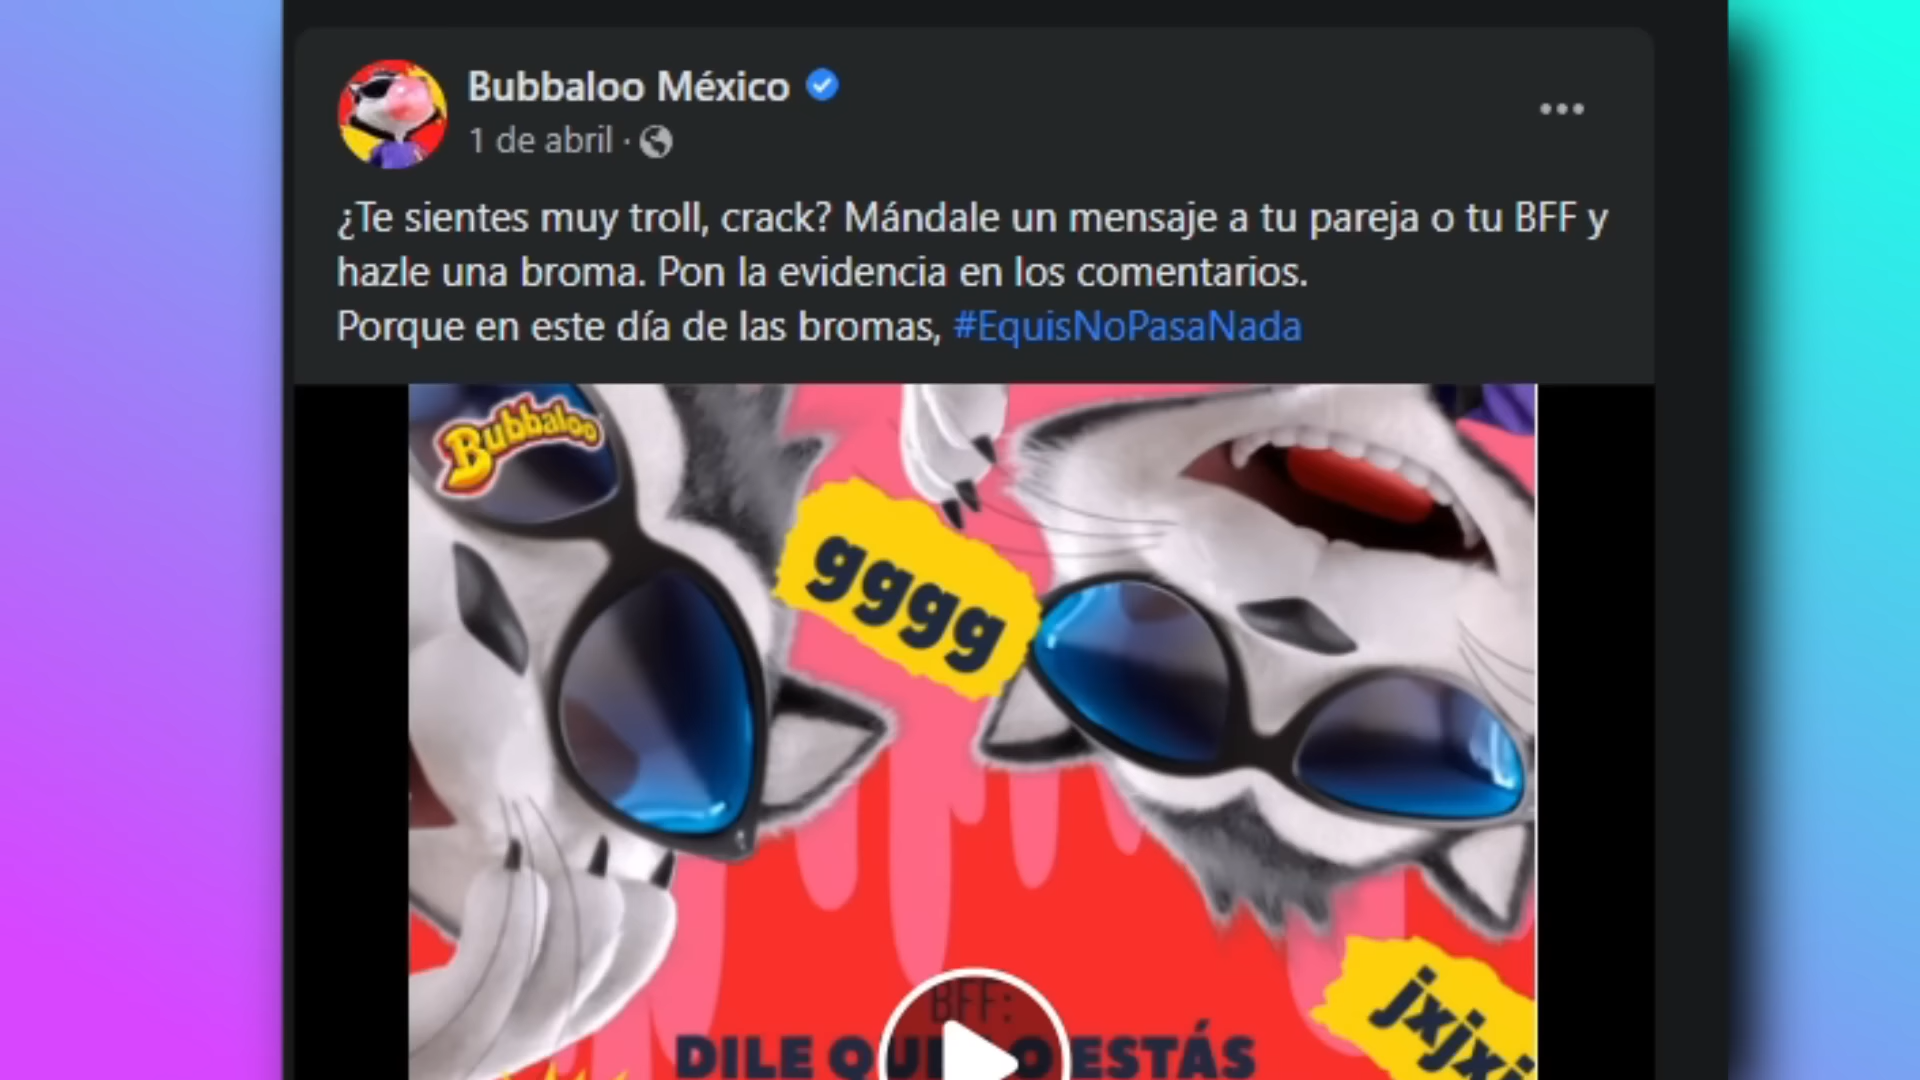 Bubbaloo México
1 de abril ·
¿Te sientes muy troll, crack? Mándale un mensaje a tu pareja o tu BFF y
hazle una broma. Pon la evidencia en los comentarios.
Porque en este día de las bromas, #EquisNoPasaNada
Bubbaloo
gggg
BFF:
DILE ESTÁS
jxjxj